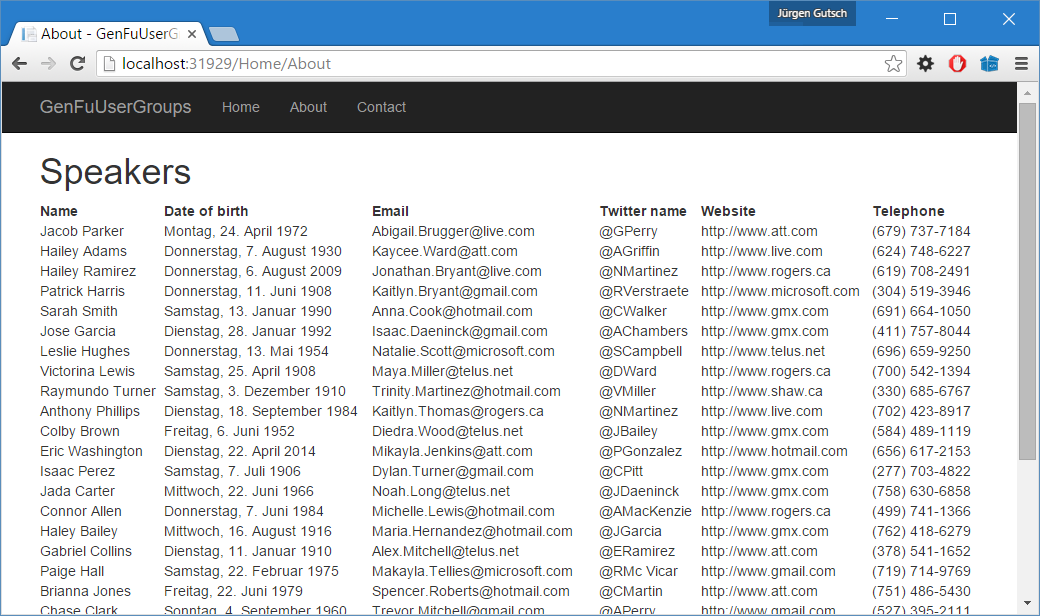 Jürgen Gutsch
About - GenFuUserG
localhost:31929/Home/About
GenFuUserGroups Home About Contact
Speakers
Name Date of birth Email Twitter name Website Telephone
Jacob Parker Montag, 24. April 1972 Abigail.Brugger@live.com @GPerry http://www.att.com (679) 737-7184
Hailey Adams Donnerstag, 7. August 1930 Kaycee.Ward@att.com @AGriffin http://www.live.com (624) 748-6227
Hailey Ramirez Donnerstag, 6. August 2009 Jonathan.Bryant@live.com @NMartinez http://www.rogers.ca (619) 708-2491
Patrick Harris Donnerstag, 11. Juni 1908 Kaitlyn.Bryant@gmail.com @RVerstraete http://www.microsoft.com (304) 519-3946
Sarah Smith Samstag, 13. Januar 1990 Anna.Cook@hotmail.com @CWalker http://www.gmx.com (691) 664-1050
Jose Garcia Dienstag, 28. Januar 1992 Isaac.Daeninck@gmail.com @AChambers http://www.gmx.com (411) 757-8044
Leslie Hughes Donnerstag, 13. Mai 1954 Natalie.Scott@microsoft.com @SCampbell http://www.telus.net (696) 659-9250
Victorina Lewis Samstag, 25. April 1908 Maya.Miller@telus.net @DWard http://www.rogers.ca (700) 542-1394
Raymundo Turner Samstag, 3. Dezember 1910 Trinity.Martinez@hotmail.com @VMiller http://www.shaw.ca (330) 685-6767
Anthony Phillips Dienstag, 18. September 1984 Kaitlyn.Thomas@rogers.ca @NMartinez http://www.live.com (702) 423-8917
Colby Brown Freitag, 6. Juni 1952 Diedra.Wood@telus.net @JBailey http://www.gmx.com (584) 489-1119
Eric Washington Dienstag, 22. April 2014 Mikayla.Jenkins@att.com @PGonzalez http://www.hotmail.com (656) 617-2153
Isaac Perez Samstag, 7. Juli 1906 Dylan.Turner@gmail.com @CPitt http://www.gmx.com (277) 703-4822
Jada Carter Mittwoch, 22. Juni 1966 Noah.Long@telus.net @JDaeninck http://www.gmx.com (758) 630-6858
Connor Allen Donnerstag, 7. Juni 1984 Michelle.Lewis@hotmail.com @AMacKenzie http://www.rogers.ca (499) 741-1366
Haley Bailey Mittwoch, 16. August 1916 Maria.Hernandez@hotmail.com @JGarcia http://www.gmx.com (762) 418-6279
Gabriel Collins Dienstag, 11. Januar 1910 Alex.Mitchell@telus.net @ERamirez http://www.att.com (378) 541-1652
Paige Hall Samstag, 22. Februar 1975 Makayla.Tellies@microsoft.com @RMc Vicar http://www.gmail.com (719) 714-9769
Brianna Jones Freitag, 22. Juni 1979 Spencer.Roberts@hotmail.com @CMartin http://www.att.com (751) 486-5430
Chase Clark Sonntag, 4. September 1960 Trevor.Mitchell@gmail.com @APerry http://www.gmail.com (527) 395-2111